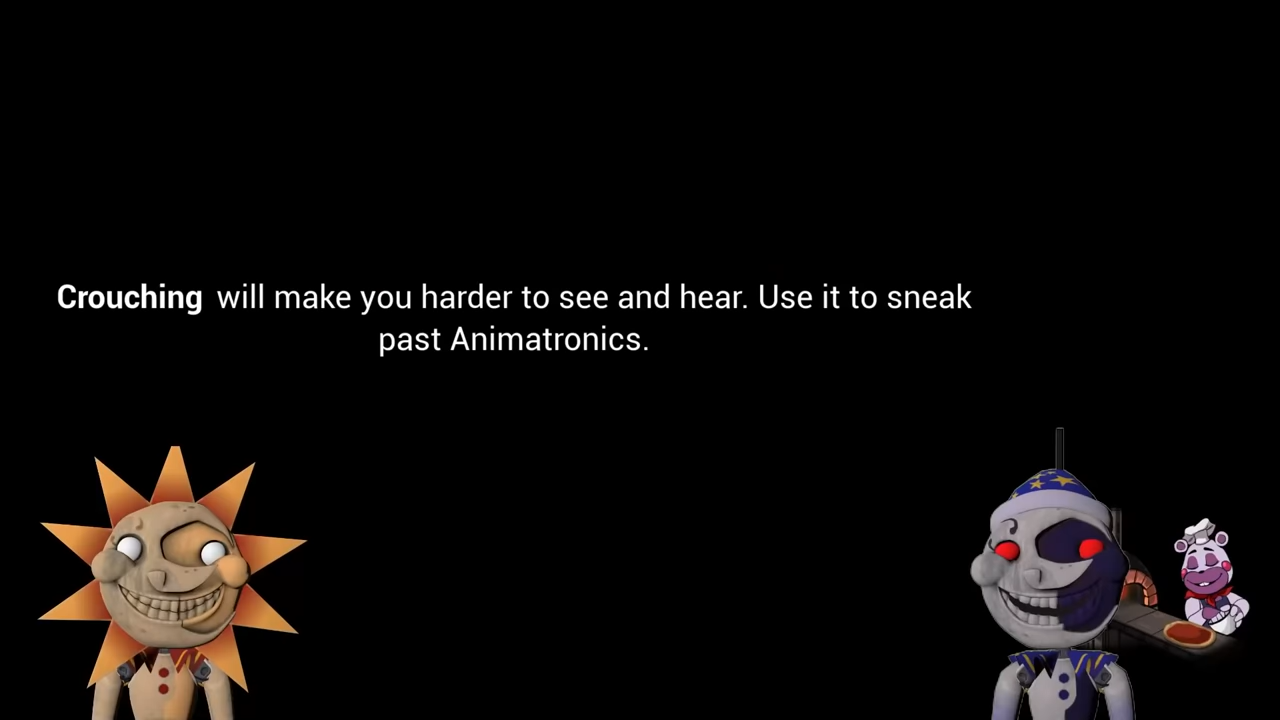 Crouching will make you harder to see and hear. Use it to sneak
past Animatronics.